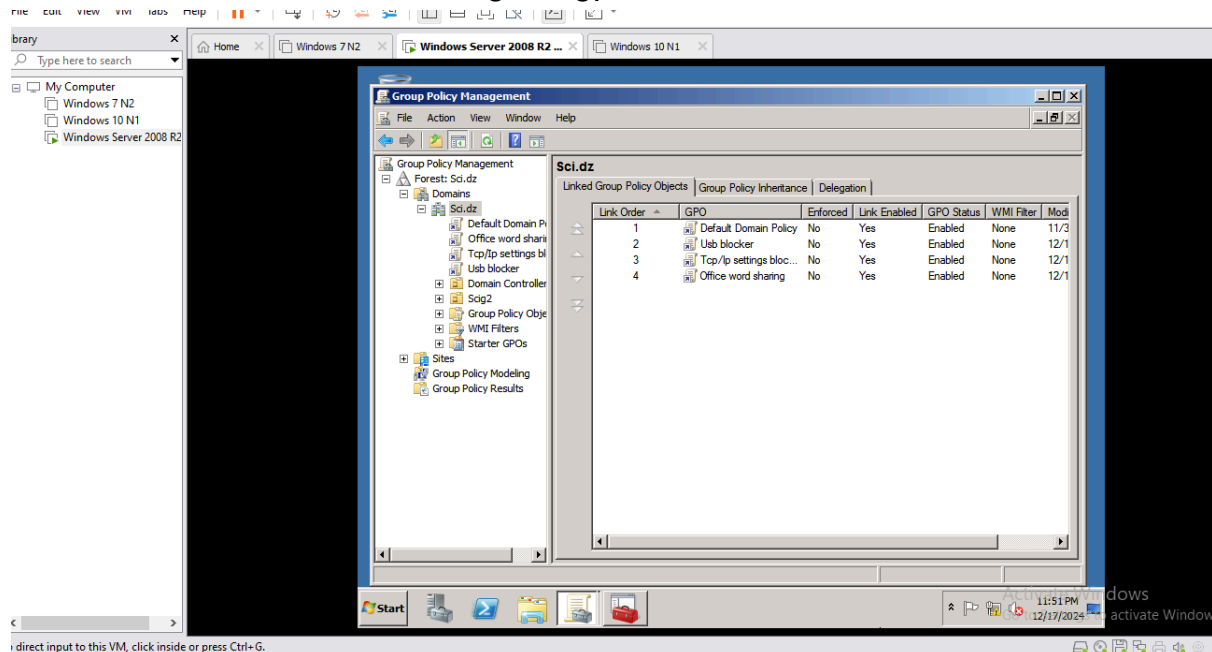 File Edit View VM Tabs Help
brary
Type here to search
My Computer
Windows 7 N2
Windows 10 N1
Windows Server 2008 R2
Home
Windows 7 N2
Windows Server 2008 R2 ...
Windows 10 N1
Group Policy Management
File Action View Window Help
Group Policy Management
Forest: Sci.dz
Domains
Sci.dz
Default Domain P
Office word shari
Tcp/Ip settings bl
Usb blocker
Domain Controller
Scig2
Group Policy Obje
WMI Filters
Starter GPOs
Sites
Group Policy Modeling
Group Policy Results
Sci.dz
Linked Group Policy Objects Group Policy Inheritance Delegation
Link Order GPO Enforced Link Enabled GPO Status WMI Filter Modi
1 Default Domain Policy No Yes Enabled None 11/3
2 Usb blocker No Yes Enabled None 12/1
3 Tcp/Ip settings bloc... No Yes Enabled None 12/1
4 Office word sharing No Yes Enabled None 12/1
Start
11:51 PM
12/17/2024
Activate Windows
activate Window
direct input to this VM, click inside or press Ctrl+G.